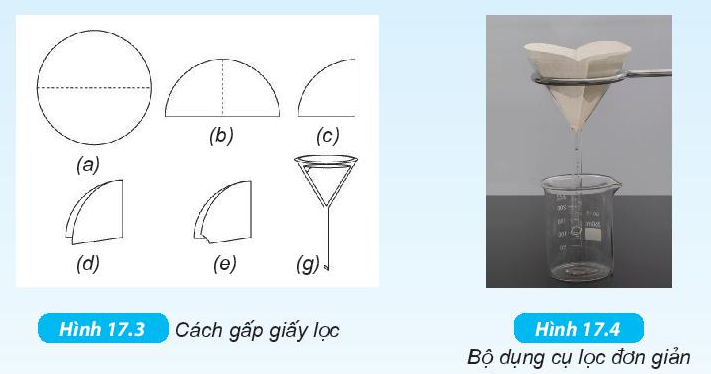 (a)
(b)
(c)
(d)
(e)
(g)
Hình 17.3 Cách gấp giấy lọc
Hình 17.4
Bộ dụng cụ lọc đơn giản